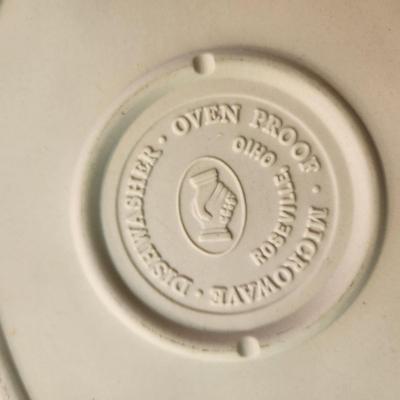 OVEN PROOF · MICROWAVE · DISHWASHER ·
ROSEVILLE, OHIO